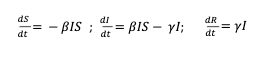 dS/dt = − βIS ; dI/dt = βIS − γI; dR/dt = γI